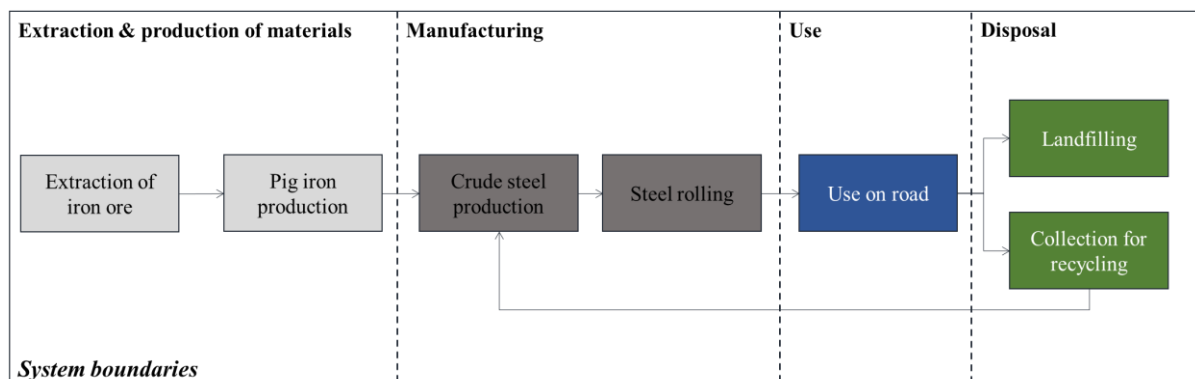 Extraction & production of materials
Manufacturing
Use
Disposal
Extraction of
iron ore
Pig iron
production
Crude steel
production
Steel rolling
Use on road
Landfilling
Collection for
recycling
System boundaries